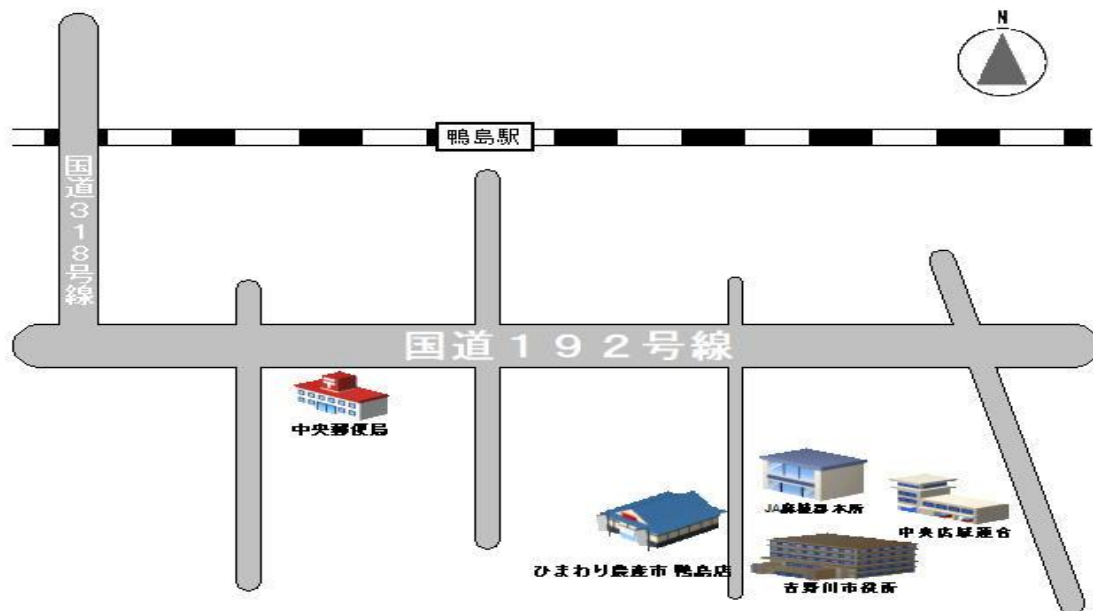 N
鴨島駅
国道318号線
国道192号線
中央郵便局
JA麻植郡本所
中央広域連合
ひまわり農産市 鴨島店
吉野川市役所